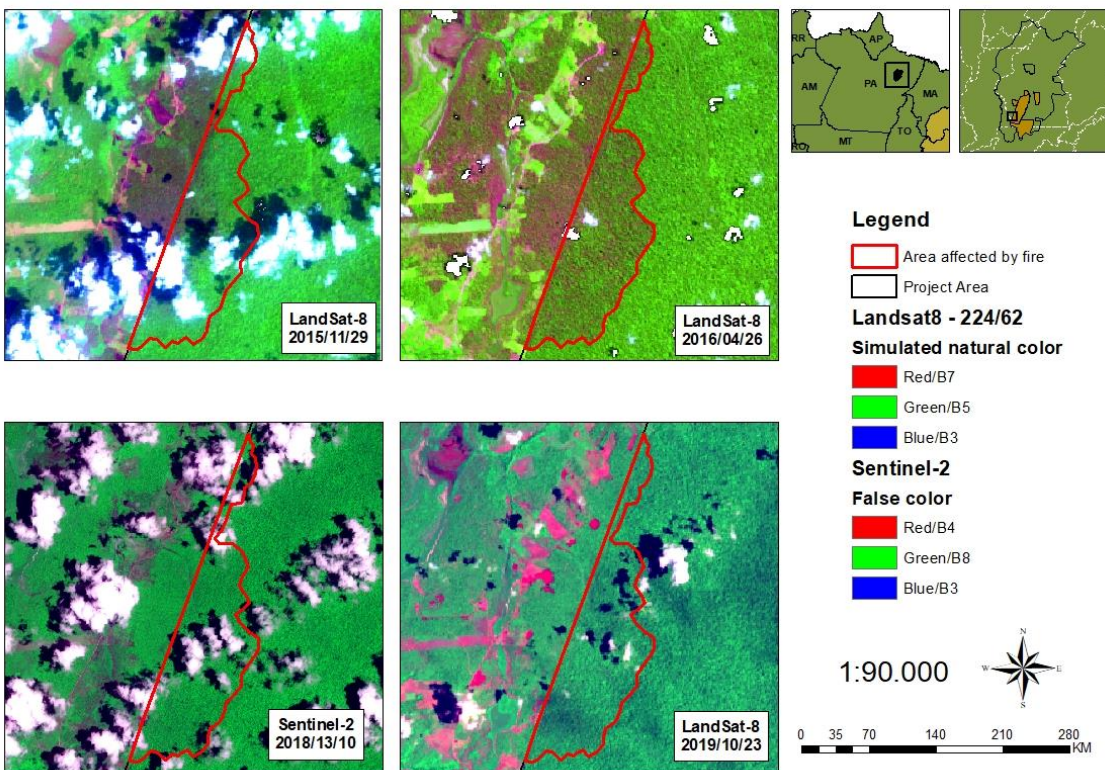 LandSat-8
2015/11/29
LandSat-8
2016/04/26
RR
AP
AM
PA
MA
TO
MT
RO
Legend
Area affected by fire
Project Area
Landsat8 - 224/62
Simulated natural color
Red/B7
Green/B5
Blue/B3
Sentinel-2
False color
Red/B4
Green/B8
Blue/B3
Sentinel-2
2018/13/10
LandSat-8
2019/10/23
1:90.000
N
W
E
S
0 35 70 140 210 280
KM